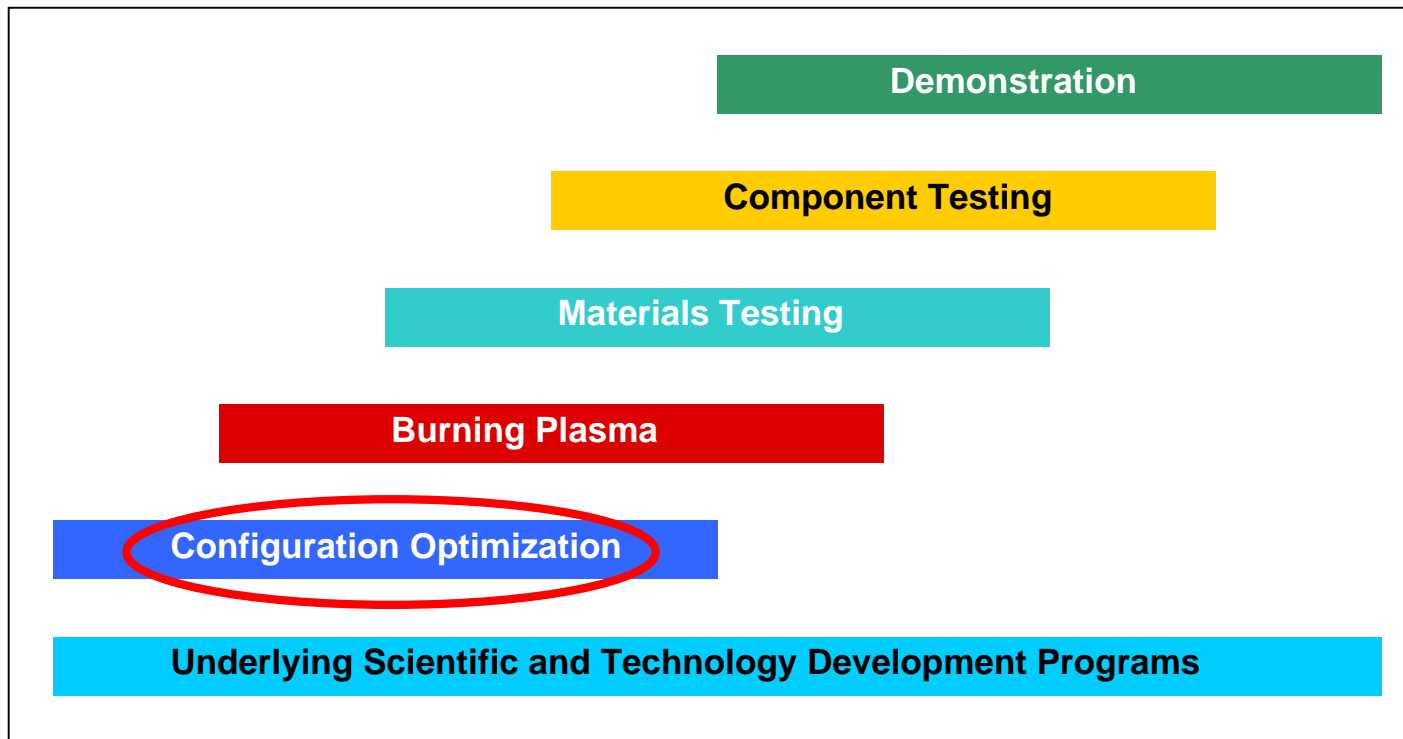 Demonstration
Component Testing
Materials Testing
Burning Plasma
Configuration Optimization
Underlying Scientific and Technology Development Programs